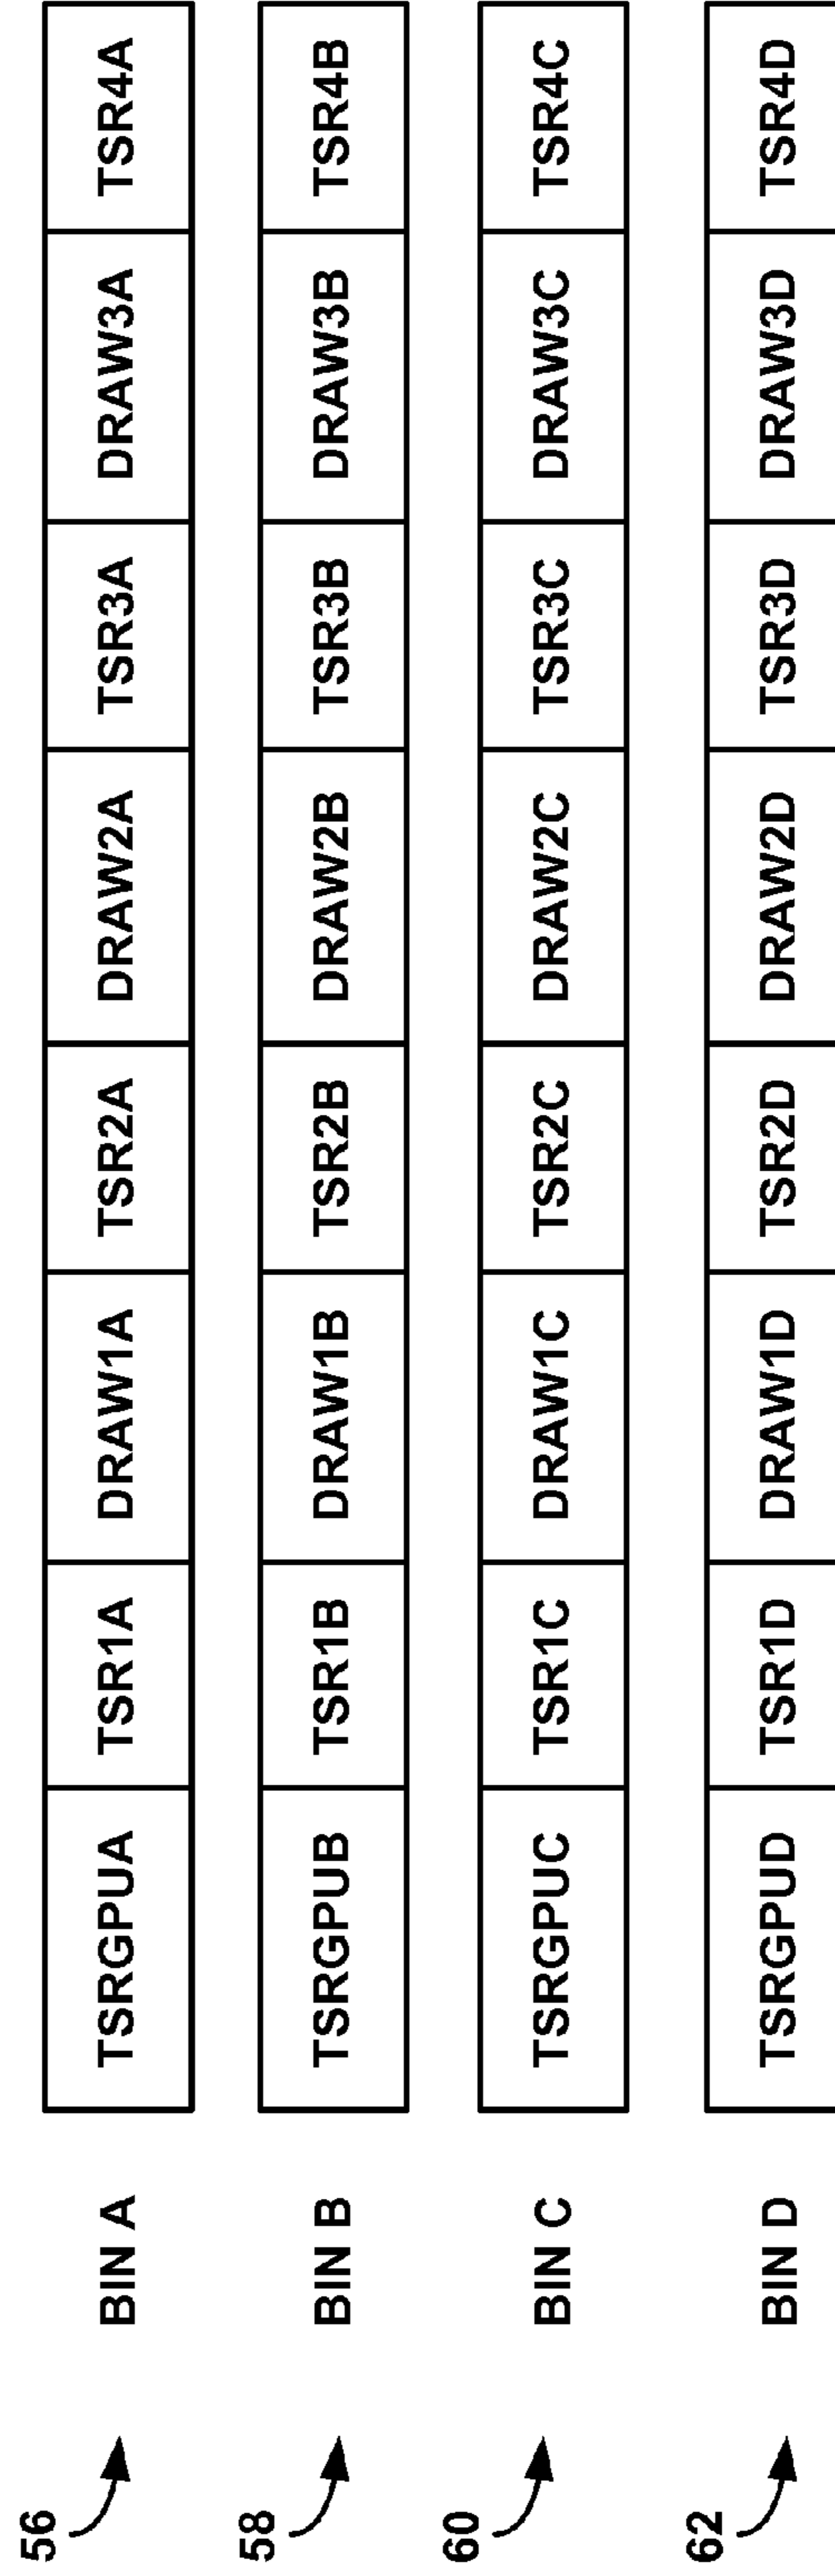 56 BIN A TSRGPUA TSR1A DRAW1A TSR2A DRAW2A TSR3A DRAW3A TSR4A
58 BIN B TSRGPUB TSR1B DRAW1B TSR2B DRAW2B TSR3B DRAW3B TSR4B
60 BIN C TSRGPUC TSR1C DRAW1C TSR2C DRAW2C TSR3C DRAW3C TSR4C
62 BIN D TSRGPUD TSR1D DRAW1D TSR2D DRAW2D TSR3D DRAW3D TSR4D